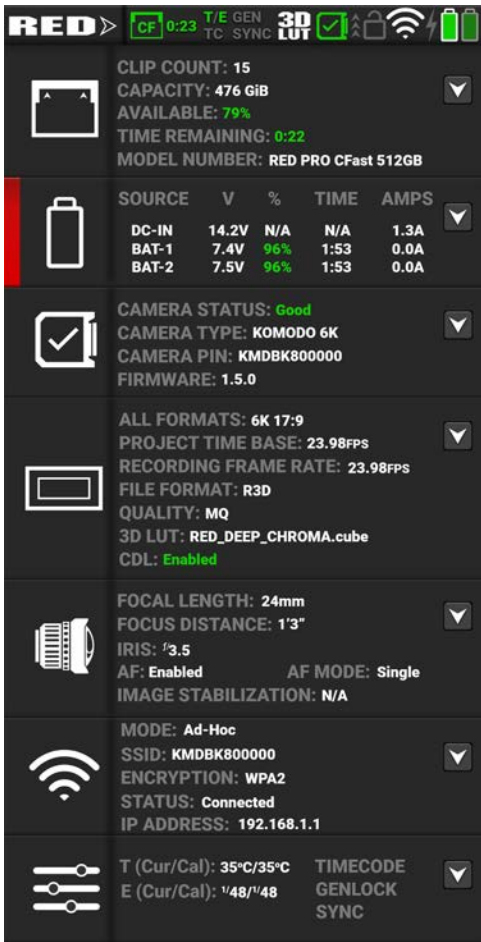 RED CF 0:23 T/E GEN 3D
TC SYNC LUT
CLIP COUNT: 15
CAPACITY: 476 GiB
AVAILABLE: 79%
TIME REMAINING: 0:22
MODEL NUMBER: RED PRO CFast 512GB
SOURCE V % TIME AMPS
DC-IN 14.2V N/A N/A 1.3A
BAT-1 7.4V 96% 1:53 0.0A
BAT-2 7.5V 96% 1:53 0.0A
CAMERA STATUS: Good
CAMERA TYPE: KOMODO 6K
CAMERA PIN: KMDBK800000
FIRMWARE: 1.5.0
ALL FORMATS: 6K 17:9
PROJECT TIME BASE: 23.98FPS
RECORDING FRAME RATE: 23.98FPS
FILE FORMAT: R3D
QUALITY: MQ
3D LUT: RED_DEEP_CHROMA.cube
CDL: Enabled
FOCAL LENGTH: 24mm
FOCUS DISTANCE: 1'3"
IRIS: f/3.5
AF: Enabled AF MODE: Single
IMAGE STABILIZATION: N/A
MODE: Ad-Hoc
SSID: KMDBK800000
ENCRYPTION: WPA2
STATUS: Connected
IP ADDRESS: 192.168.1.1
T (Cur/Cal): 35°C/35°C TIMECODE
E (Cur/Cal): 1/48/1/48 GENLOCK
SYNC